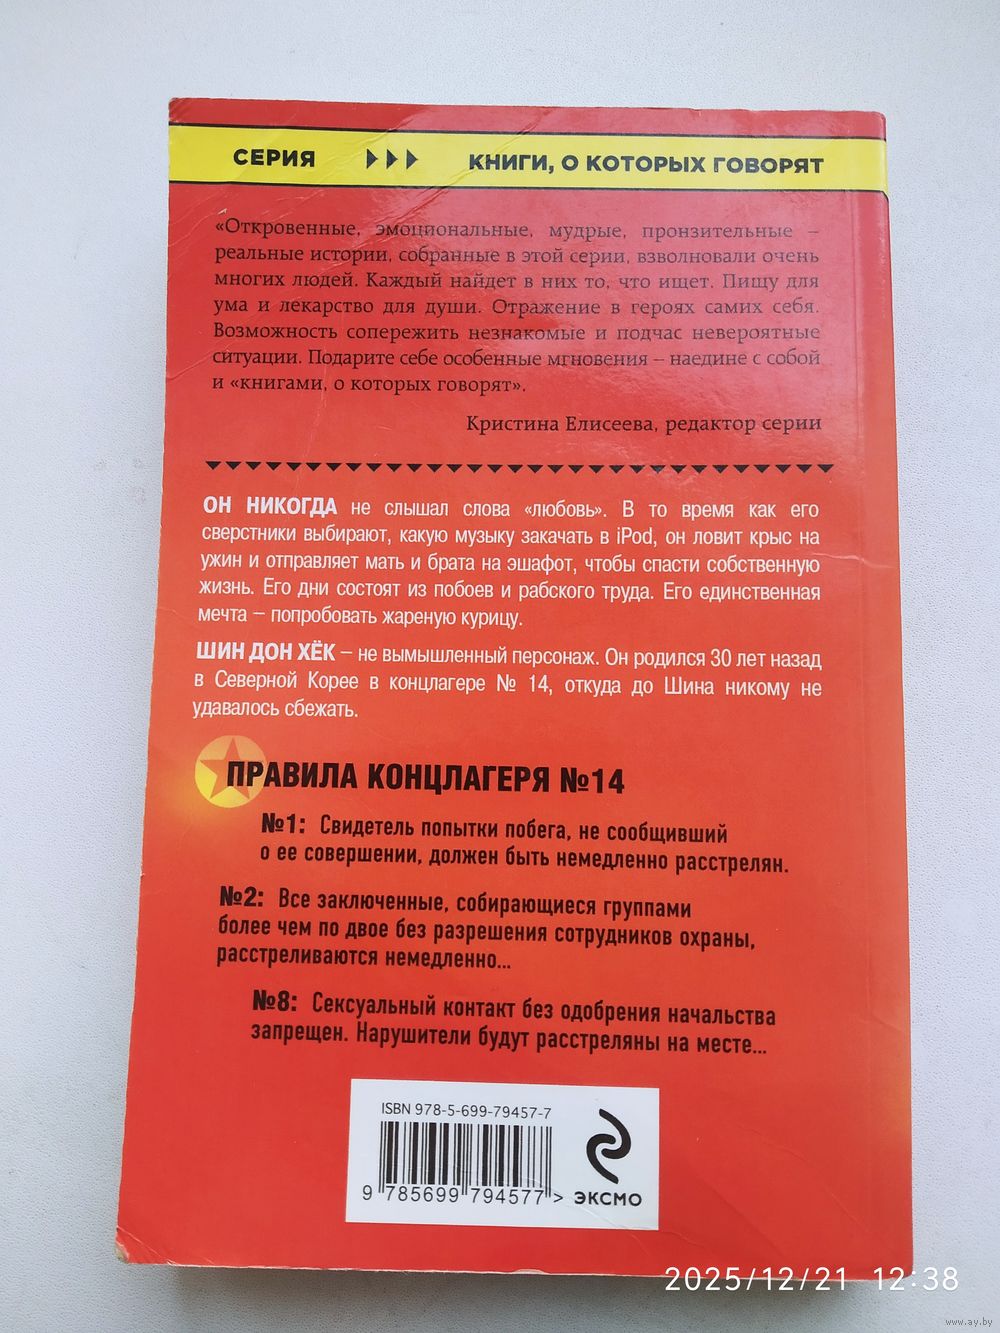 СЕРИЯ КНИГИ, О КОТОРЫХ ГОВОРЯТ
«Откровенные, эмоциональные, мудрые, пронзительные –
реальные истории, собранные в этой серии, взволновали очень
многих людей. Каждый найдет в них то, что ищет. Пищу для
ума и лекарство для души. Отражение в героях самих себя.
Возможность сопережить незнакомые и подчас невероятные
ситуации. Подарите себе особенные мгновения – наедине с собой
и «книгами, о которых говорят».
Кристина Елисеева, редактор серии
ОН НИКОГДА не слышал слова «любовь». В то время как его
сверстники выбирают, какую музыку закачать в iPod, он ловит крыс на
ужин и отправляет мать и брата на эшафот, чтобы спасти собственную
жизнь. Его дни состоят из побоев и рабского труда. Его единственная
мечта – попробовать жареную курицу.
ШИН ДОН ХЁК – не вымышленный персонаж. Он родился 30 лет назад
в Северной Корее в концлагере № 14, откуда до Шина никому не
удавалось сбежать.
ПРАВИЛА КОНЦЛАГЕРЯ №14
№1: Свидетель попытки побега, не сообщивший
о ее совершении, должен быть немедленно расстрелян.
№2: Все заключенные, собирающиеся группами
более чем по двое без разрешения сотрудников охраны,
расстреливаются немедленно...
№8: Сексуальный контакт без одобрения начальства
запрещен. Нарушители будут расстреляны на месте...
ISBN 978-5-699-79457-7
9 785699 794577 >
ЭКСМО
2025/12/21 12:38
www.ay.by